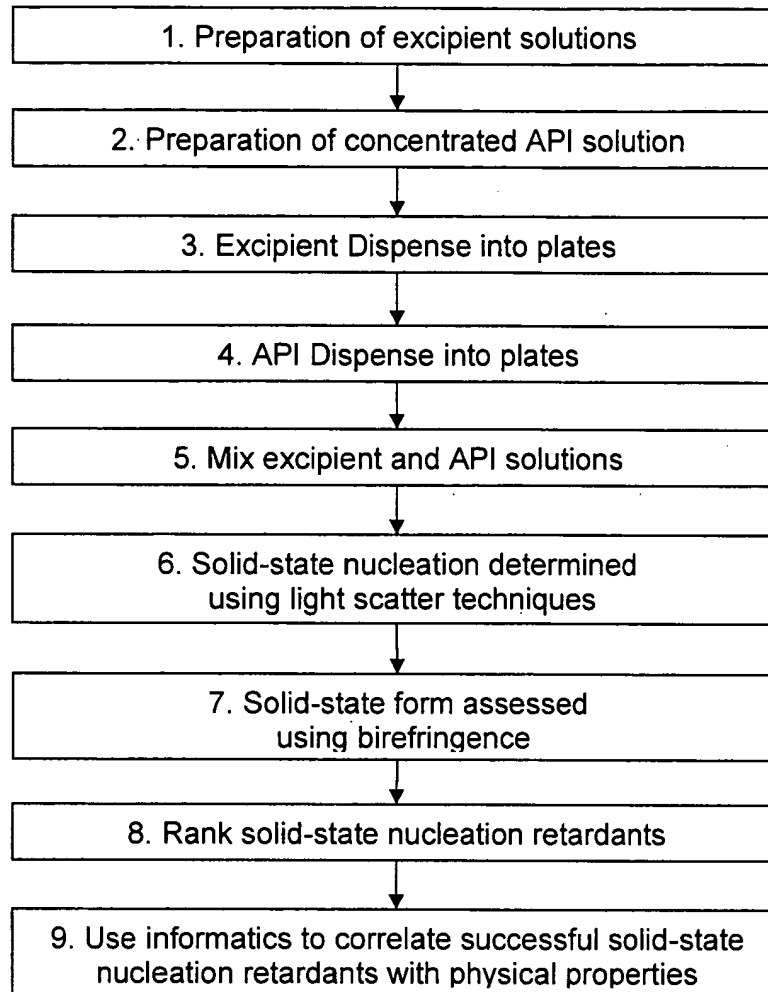 1. Preparation of excipient solutions
2. Preparation of concentrated API solution
3. Excipient Dispense into plates
4. API Dispense into plates
5. Mix excipient and API solutions
6. Solid-state nucleation determined
using light scatter techniques
7. Solid-state form assessed
using birefringence
8. Rank solid-state nucleation retardants
9. Use informatics to correlate successful solid-state
nucleation retardants with physical properties